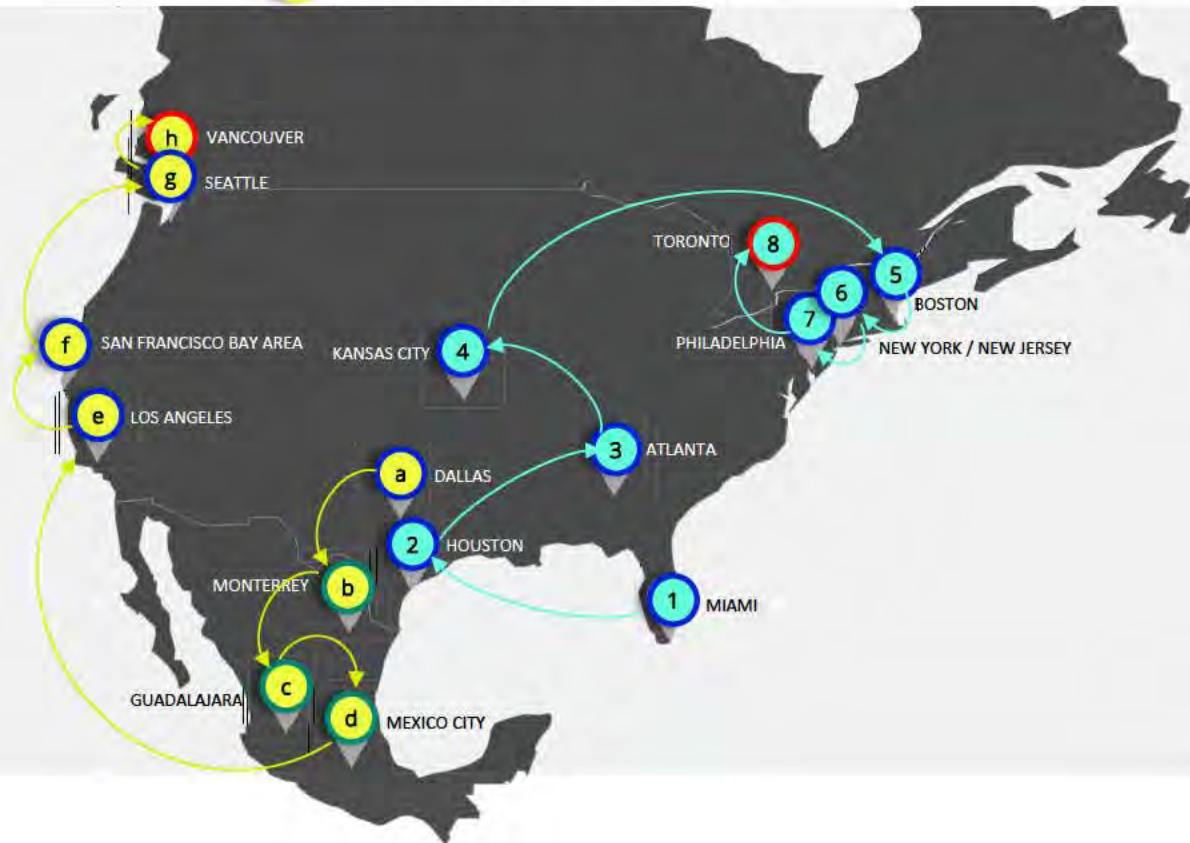 h VANCOUVER
g SEATTLE
TORONTO 8
5
BOSTON
6
7
PHILADELPHIA
NEW YORK / NEW JERSEY
f SAN FRANCISCO BAY AREA
KANSAS CITY 4
e LOS ANGELES
3 ATLANTA
a DALLAS
2 HOUSTON
MONTERREY b
1 MIAMI
GUADALAJARA c
d MEXICO CITY